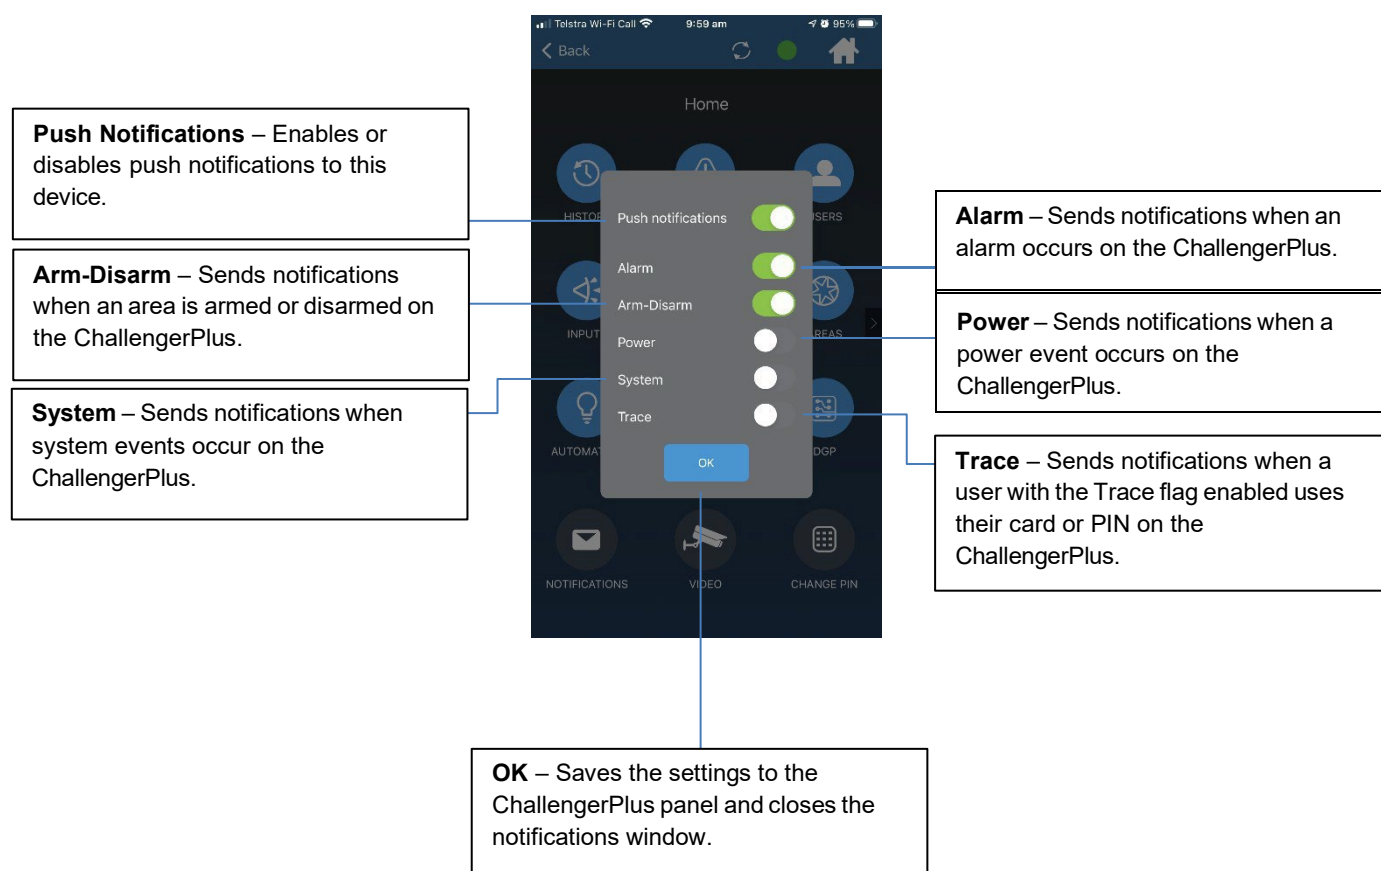 Telstra Wi-Fi Call 9:59 am 95%
Back
Home
HISTOR
USERS
INPUT
AREAS
AUTOMAT
DGP
NOTIFICATIONS
VIDEO
CHANGE PIN
Push notifications
Alarm
Arm-Disarm
Power
System
Trace
OK
Push Notifications – Enables or
disables push notifications to this
device.
Arm-Disarm – Sends notifications
when an area is armed or disarmed on
the ChallengerPlus.
System – Sends notifications when
system events occur on the
ChallengerPlus.
Alarm – Sends notifications when an
alarm occurs on the ChallengerPlus.
Power – Sends notifications when a
power event occurs on the
ChallengerPlus.
Trace – Sends notifications when a
user with the Trace flag enabled uses
their card or PIN on the
ChallengerPlus.
OK – Saves the settings to the
ChallengerPlus panel and closes the
notifications window.